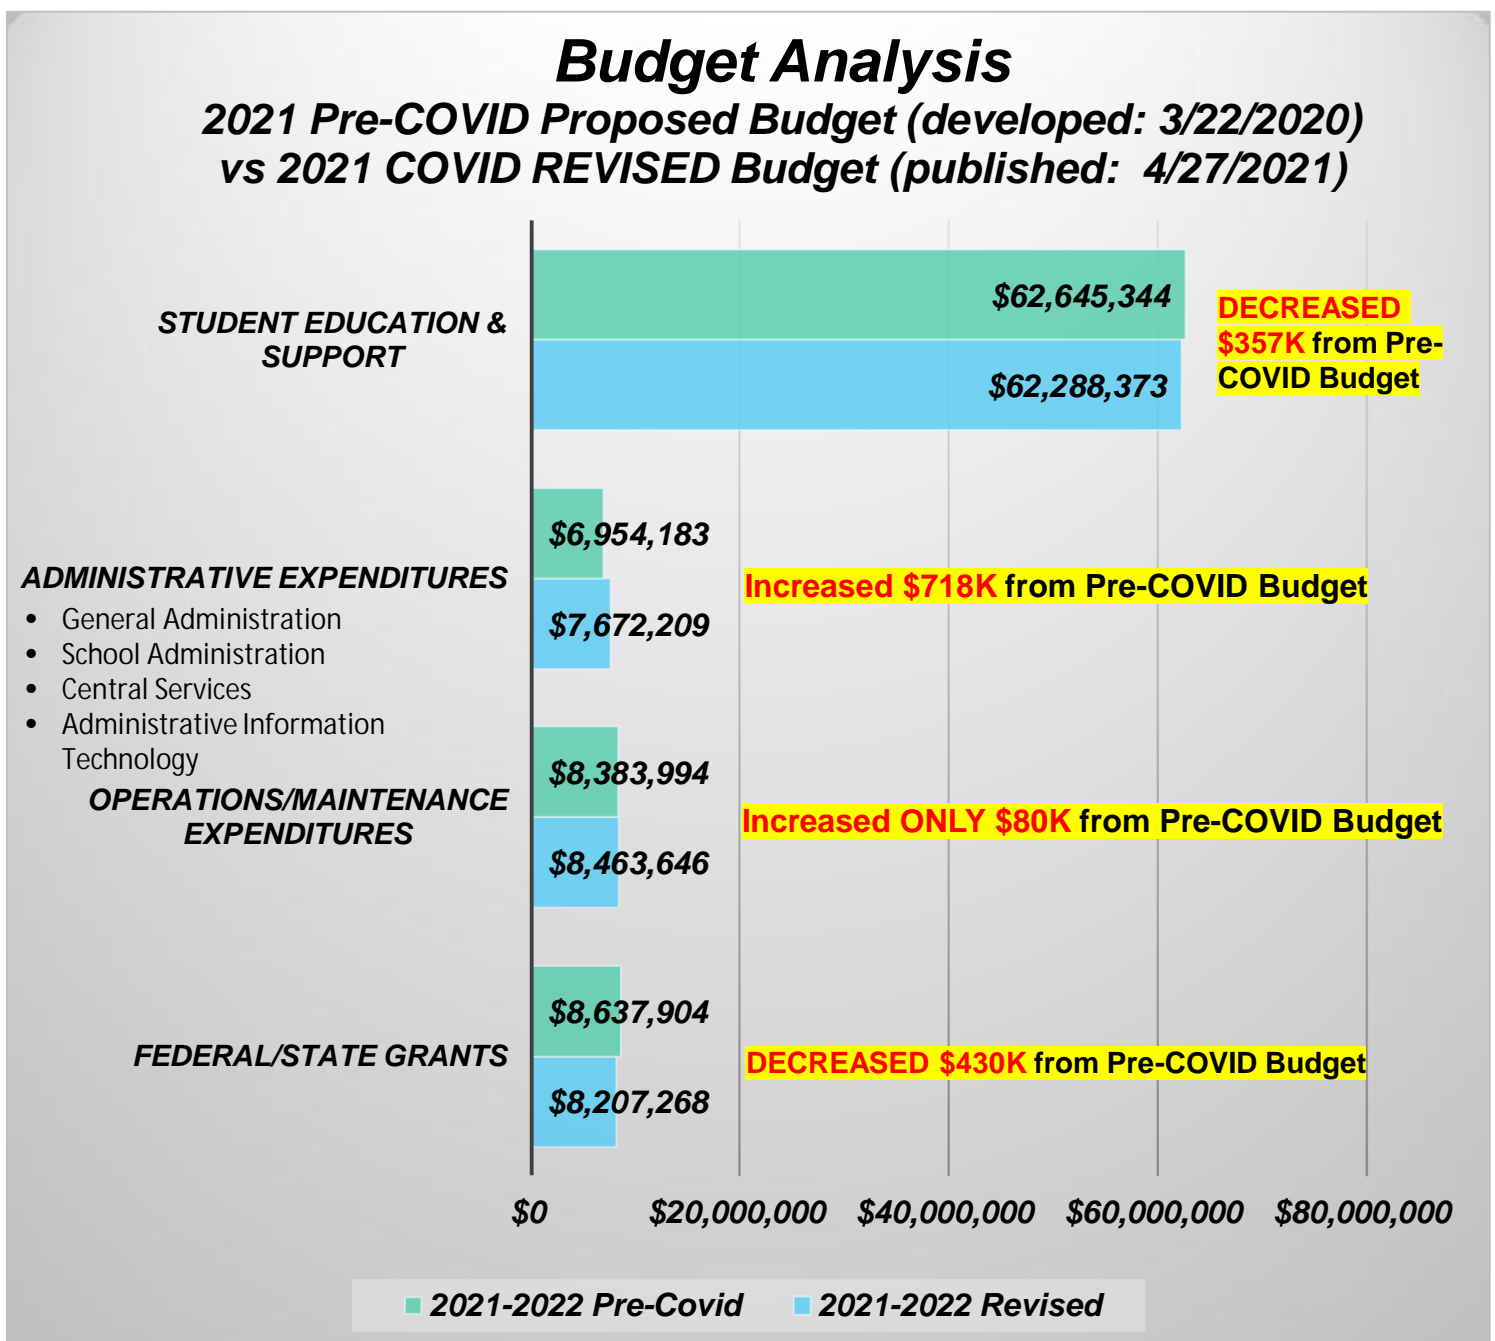 Budget Analysis
2021 Pre-COVID Proposed Budget (developed: 3/22/2020)
vs 2021 COVID REVISED Budget (published:  4/27/2021)
STUDENT EDUCATION &
SUPPORT
$62,645,344
$62,288,373
DECREASED
$357K from Pre-
COVID Budget
ADMINISTRATIVE EXPENDITURES
• General Administration
• School Administration
• Central Services
• Administrative Information
Technology
$6,954,183
$7,672,209
Increased $718K from Pre-COVID Budget
OPERATIONS/MAINTENANCE
EXPENDITURES
$8,383,994
$8,463,646
Increased ONLY $80K from Pre-COVID Budget
FEDERAL/STATE GRANTS
$8,637,904
$8,207,268
DECREASED $430K from Pre-COVID Budget
$0 $20,000,000 $40,000,000 $60,000,000 $80,000,000
2021-2022 Pre-Covid 2021-2022 Revised